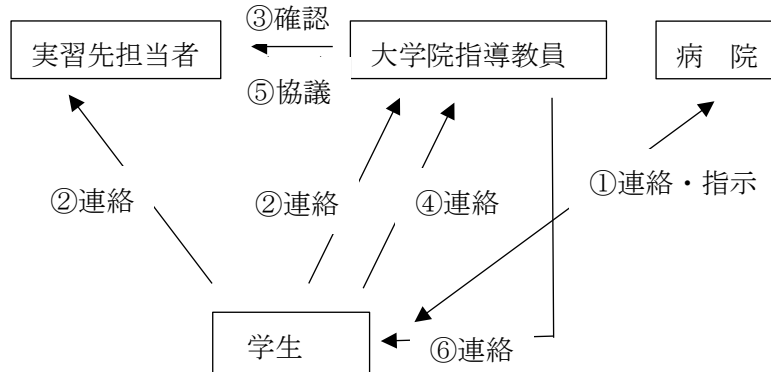 ③確認
実習先担当者
大学院指導教員
病　院
⑤協議
①連絡・指示
②連絡
②連絡
④連絡
学生
⑥連絡